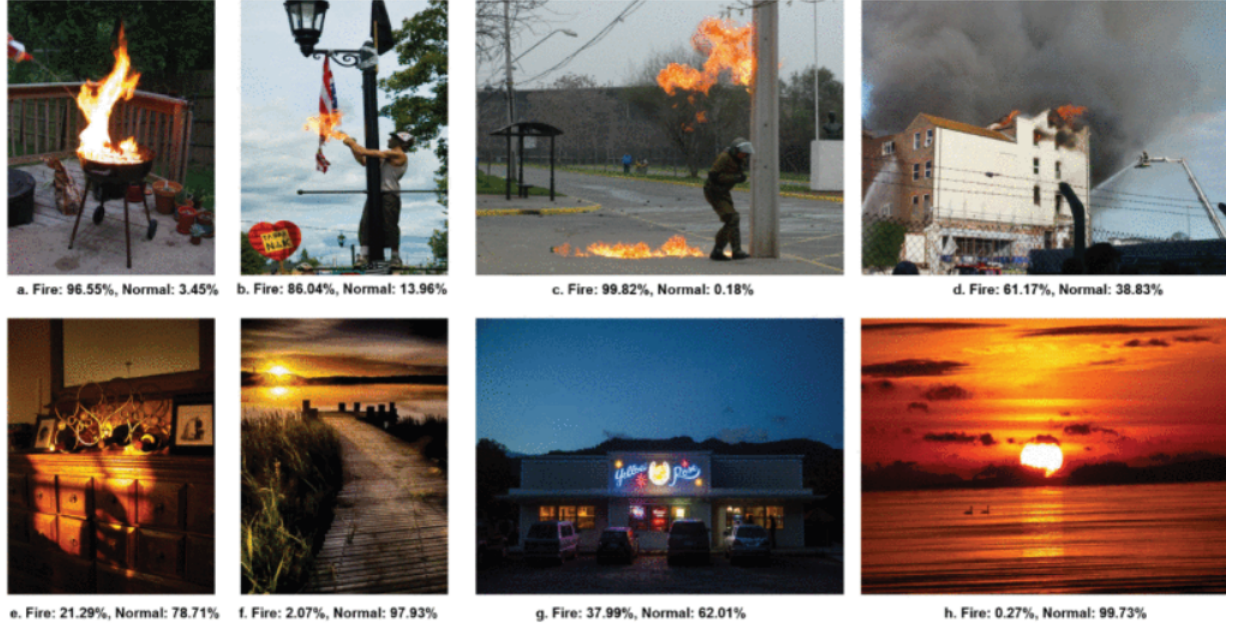 a. Fire: 96.55%, Normal: 3.45%
b. Fire: 86.04%, Normal: 13.96%
c. Fire: 99.82%, Normal: 0.18%
d. Fire: 61.17%, Normal: 38.83%
Yellow Rose
e. Fire: 21.29%, Normal: 78.71%
f. Fire: 2.07%, Normal: 97.93%
g. Fire: 37.99%, Normal: 62.01%
h. Fire: 0.27%, Normal: 99.73%